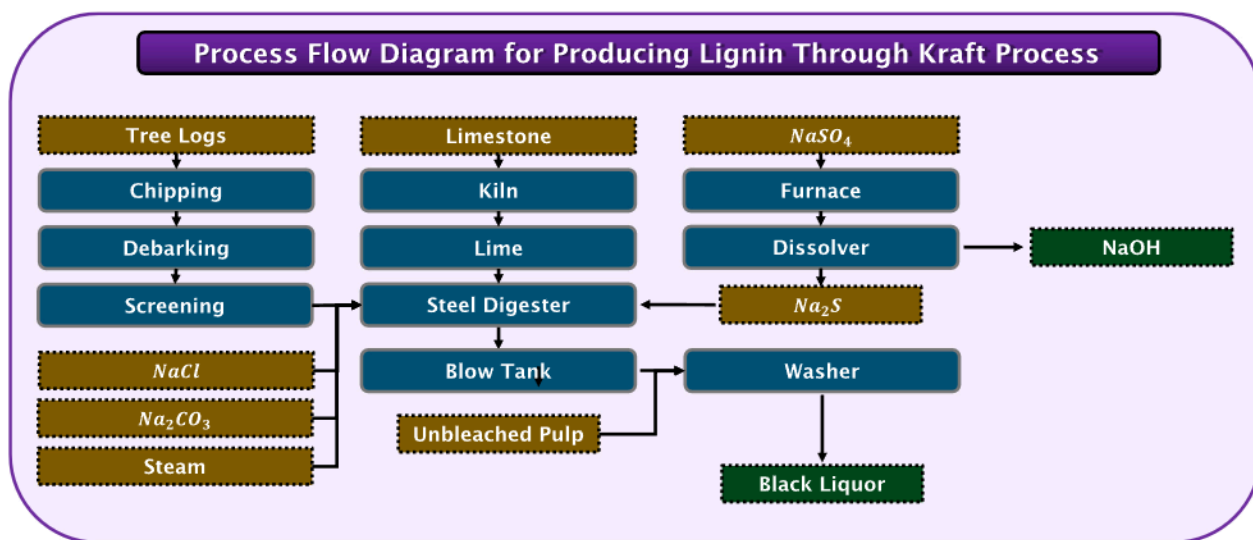 Process Flow Diagram for Producing Lignin Through Kraft Process
Tree Logs
Limestone
NaSO₄
Chipping
Kiln
Furnace
Debarking
Lime
Dissolver
NaOH
Screening
Steel Digester
Na₂S
NaCl
Blow Tank
Washer
Na₂CO₃
Unbleached Pulp
Steam
Black Liquor